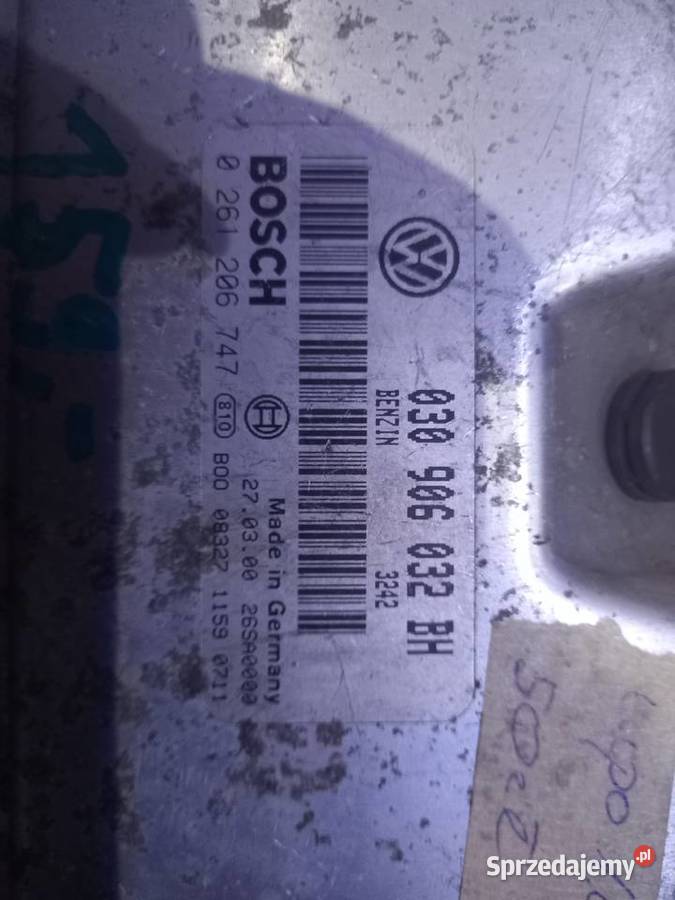 030 906 032 BH
BENZIN 3242
BOSCH
Made in Germany
0 261 206 747
27.03.00 26SA0000
810 B00 08327 1159 0711
159,-
Sprzedajemy.pl